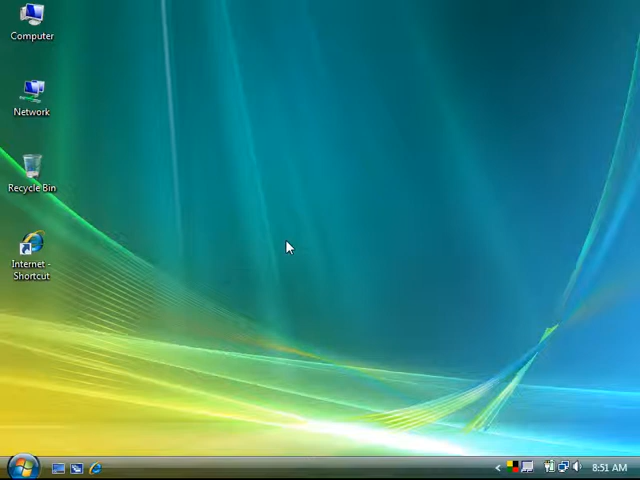 Computer
Network
Recycle Bin
Internet -
Shortcut
8:51 AM